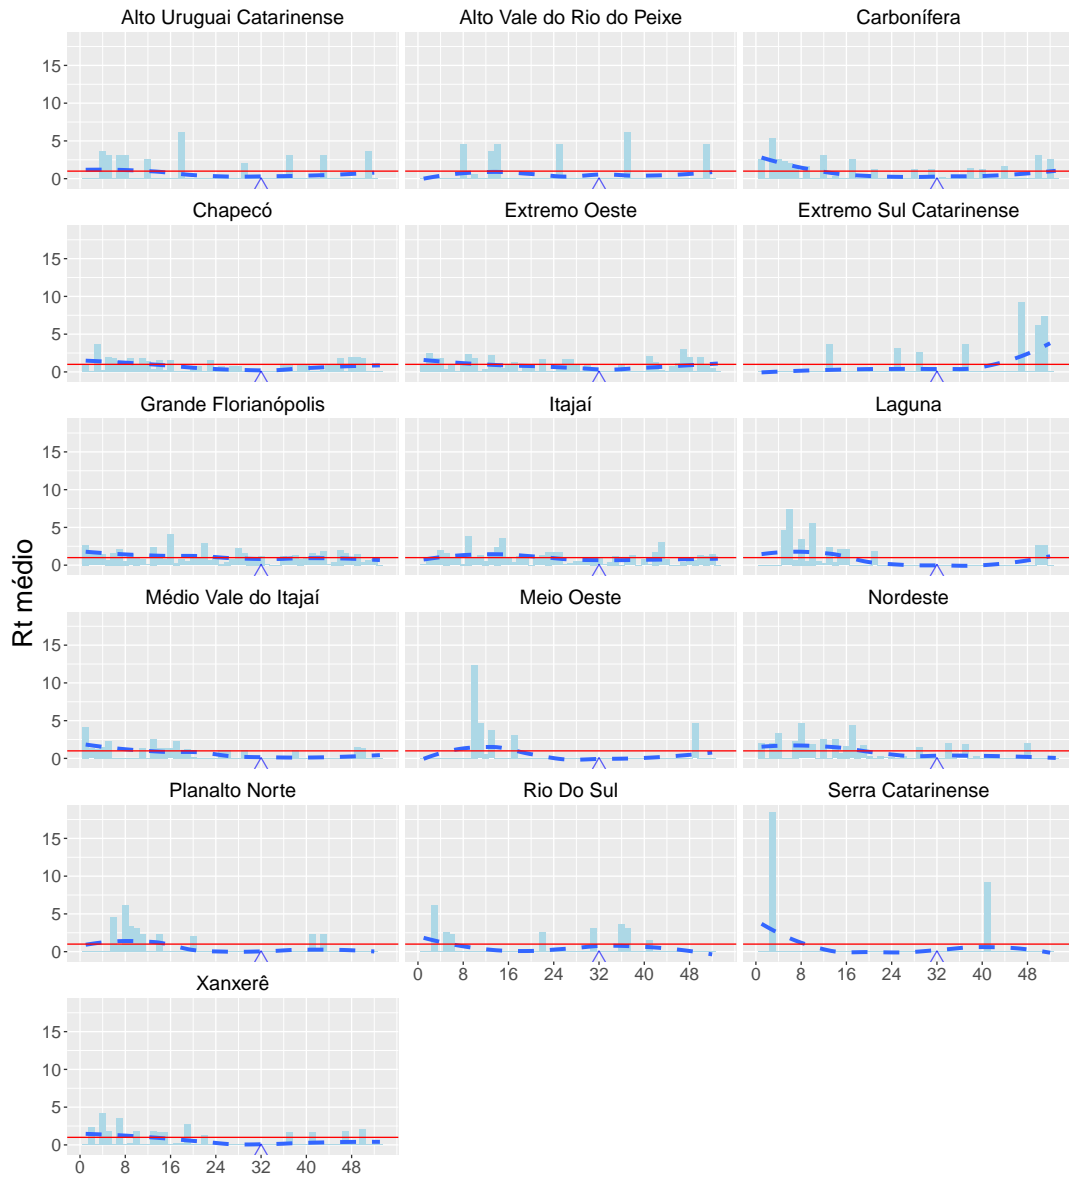 Alto Uruguai Catarinense Alto Vale do Rio do Peixe Carbonífera
15
10
5
0
Chapecó Extremo Oeste Extremo Sul Catarinense
15
10
5
0
Grande Florianópolis Itajaí Laguna
15
10
5
0
Rt médio
Médio Vale do Itajaí Meio Oeste Nordeste
15
10
5
0
Planalto Norte Rio Do Sul Serra Catarinense
15
10
5
0
0 8 16 24 32 40 48 0 8 16 24 32 40 48
Xanxerê
15
10
5
0
0 8 16 24 32 40 48